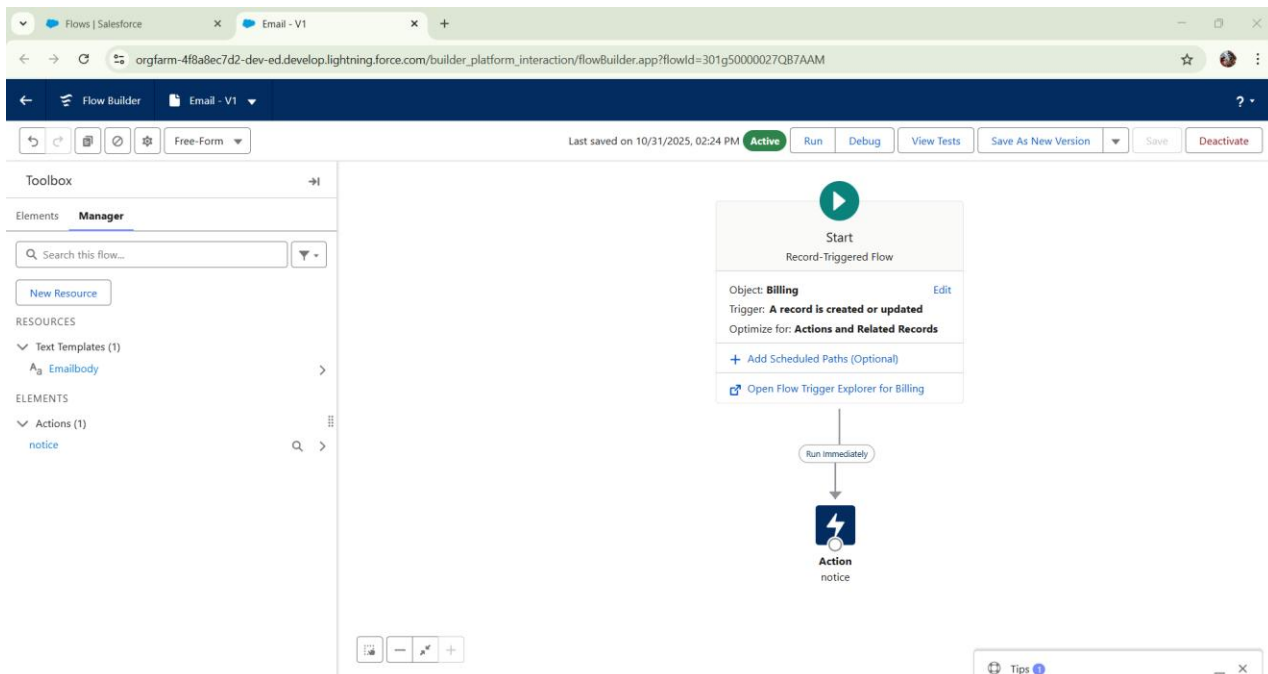 Flows | Salesforce
Email - V1
orgfarm-4f8a8ec7d2-dev-ed.develop.lightning.force.com/builder_platform_interaction/flowBuilder.app?flowId=301g50000027QB7AAM
Flow Builder
Email - V1
?
Free-Form
Last saved on 10/31/2025, 02:24 PM
Active
Run
Debug
View Tests
Save As New Version
Save
Deactivate
Toolbox
Elements
Manager
Search this flow...
New Resource
RESOURCES
Text Templates (1)
Aa Emailbody
ELEMENTS
Actions (1)
notice
Start
Record-Triggered Flow
Object: Billing
Edit
Trigger: A record is created or updated
Optimize for: Actions and Related Records
+ Add Scheduled Paths (Optional)
Open Flow Trigger Explorer for Billing
Run Immediately
Action
notice
Tips 1